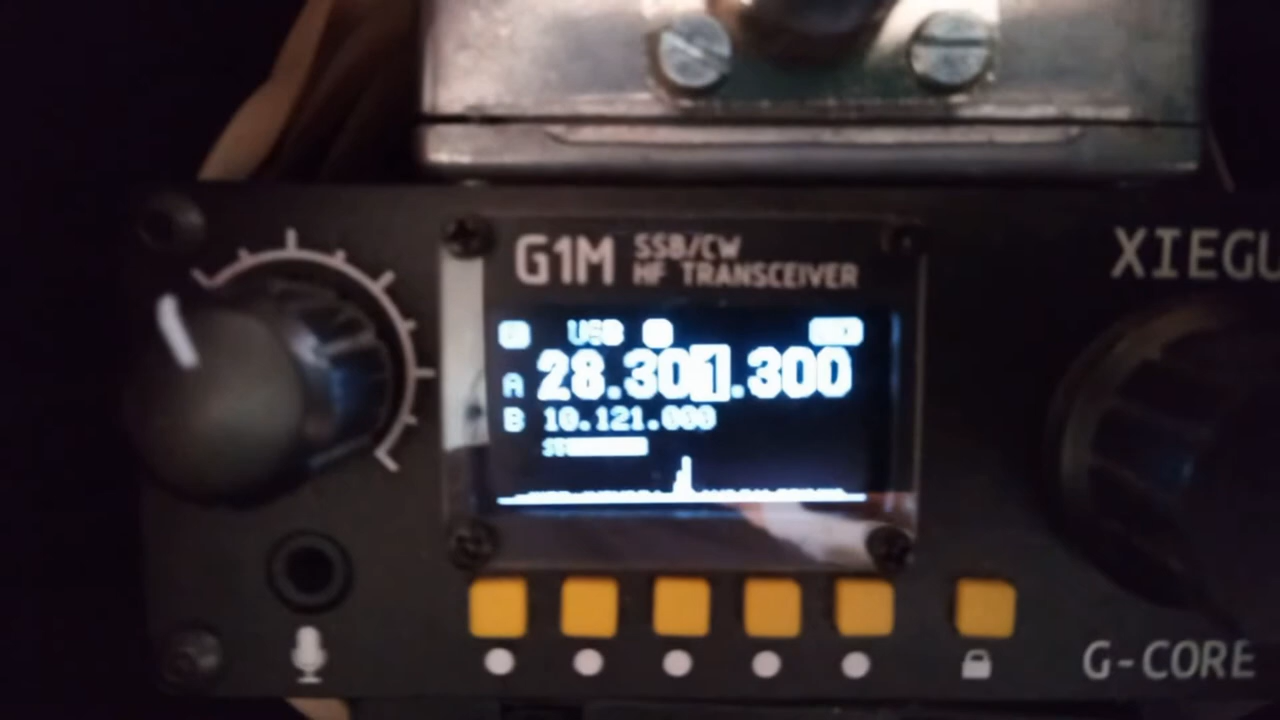 G1M SSB/CW
HF TRANSCEIVER
XIEGU
USB
A 28.301.300
B 10.121.000
G-CORE